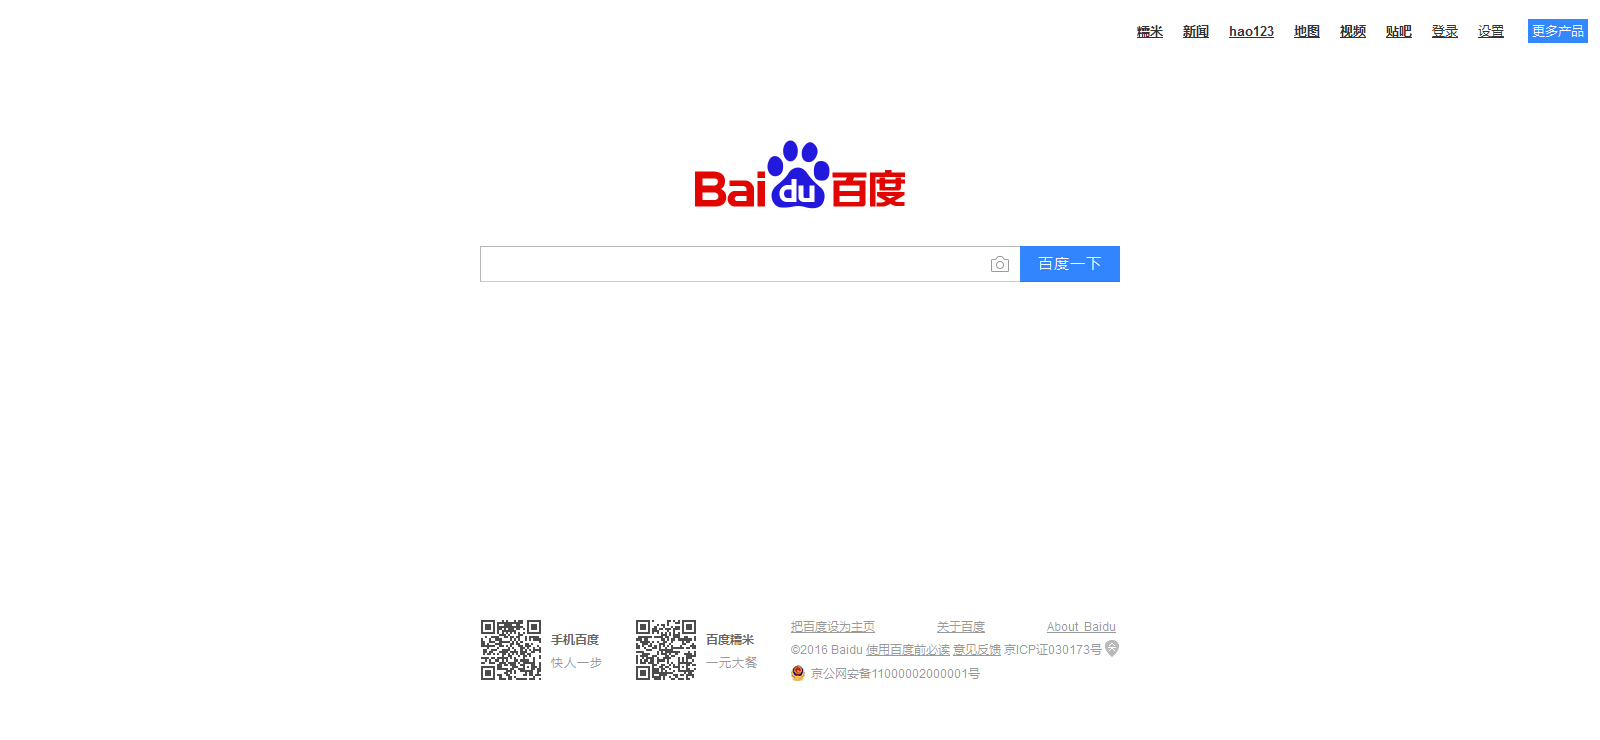 糯米 新闻 hao123 地图 视频 贴吧 登录 设置 更多产品
Bai du 百度
百度一下
手机百度
快人一步
百度糯米
一元大餐
把百度设为主页 关于百度 About Baidu
©2016 Baidu 使用百度前必读 意见反馈 京ICP证030173号
京公网安备11000002000001号